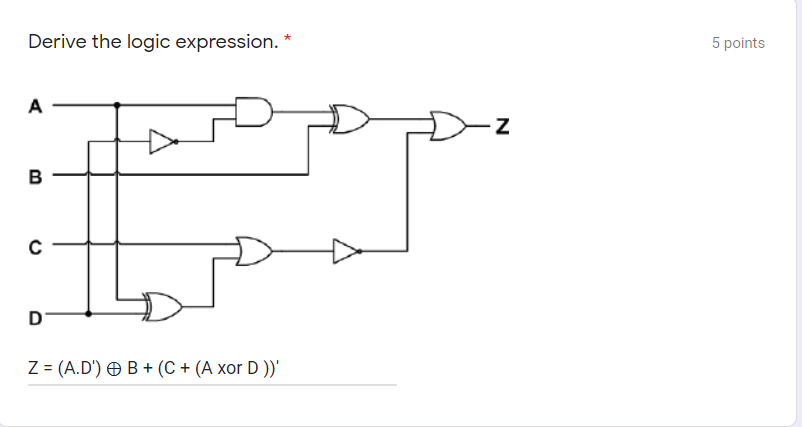 Derive the logic expression. *
5 points
A
Z
B
C
D
Z = (A.D') ⊕ B + (C + (A xor D ))'